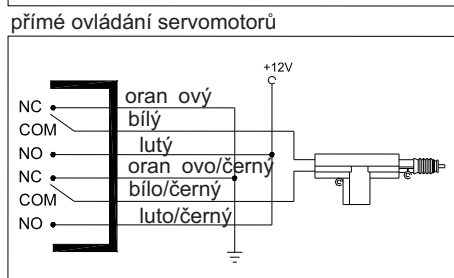 přímé ovládání servomotorů
+12V
NC oran ový
COM bílý
NO lutý
NC oran ovo/černý
COM bílo/černý
NO luto/černý